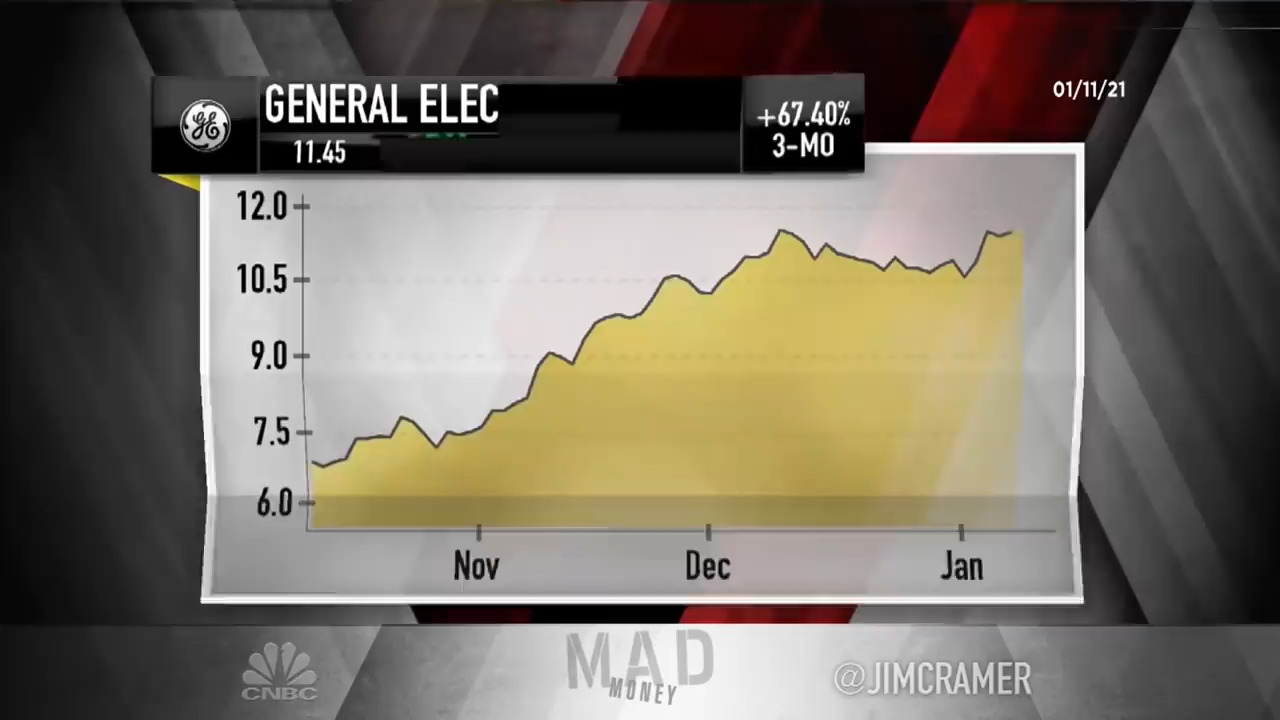 GENERAL ELEC
11.45
+67.40%
3-MO
01/11/21
12.0
10.5
9.0
7.5
6.0
Nov
Dec
Jan
CNBC
MAD
MONEY
@JIMCRAMER